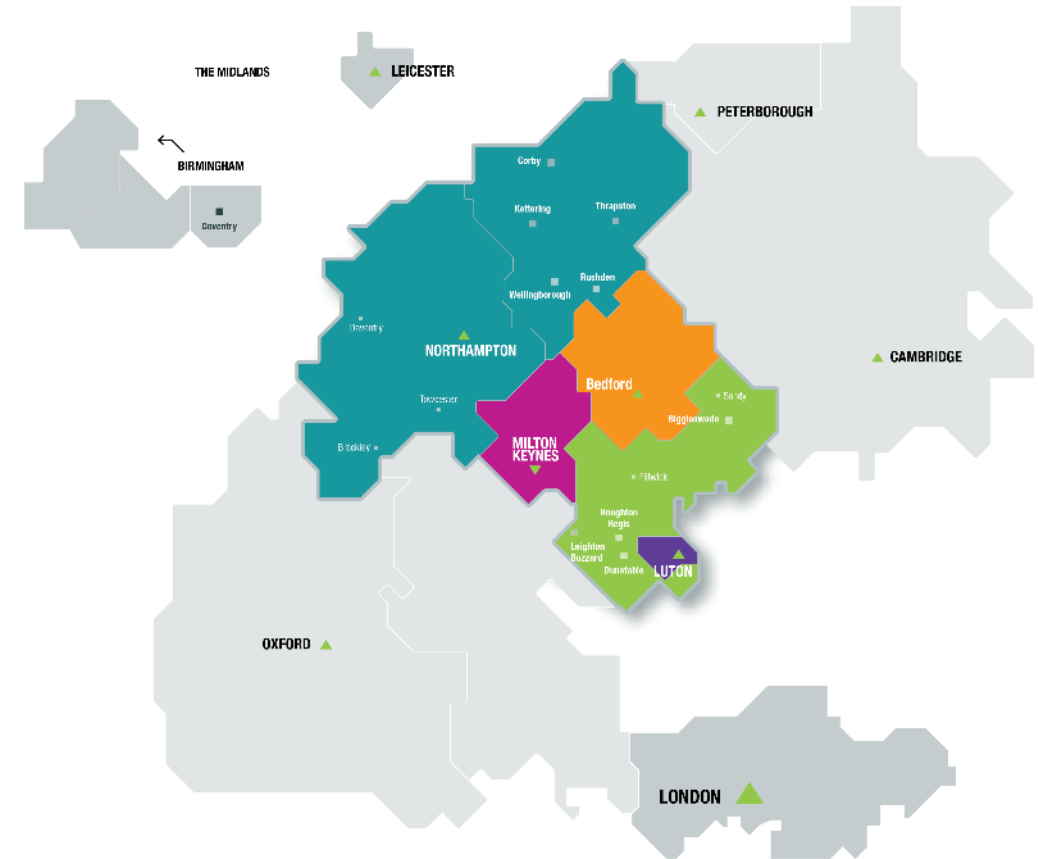 THE MIDLANDS
LEICESTER
PETERBOROUGH
BIRMINGHAM
Coventry
Corby
Kettering
Thrapston
Rushden
Wellingborough
Daventry
NORTHAMPTON
CAMBRIDGE
Bedford
Towcester
Sandy
Biggleswade
Brackley
MILTON
KEYNES
Flitwick
Houghton
Regis
Leighton
Buzzard
Dunstable
LUTON
OXFORD
LONDON